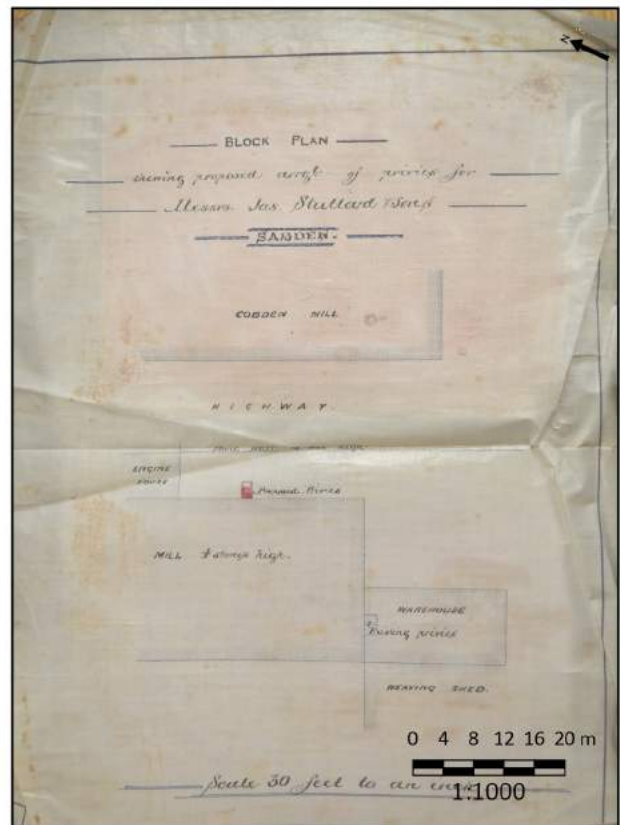 N
BLOCK PLAN
shewing proposed arrgt of privies for
Messrs Jas. Stuttard & Sons
SABDEN.
COBDEN MILL
HIGHWAY.
ENGINE
HOUSE
Proposed Privies
MILL 4 storeys high.
WAREHOUSE
Existing privies
WEAVING SHED.
0 4 8 12 16 20 m
1:1000
Scale 30 feet to an inch